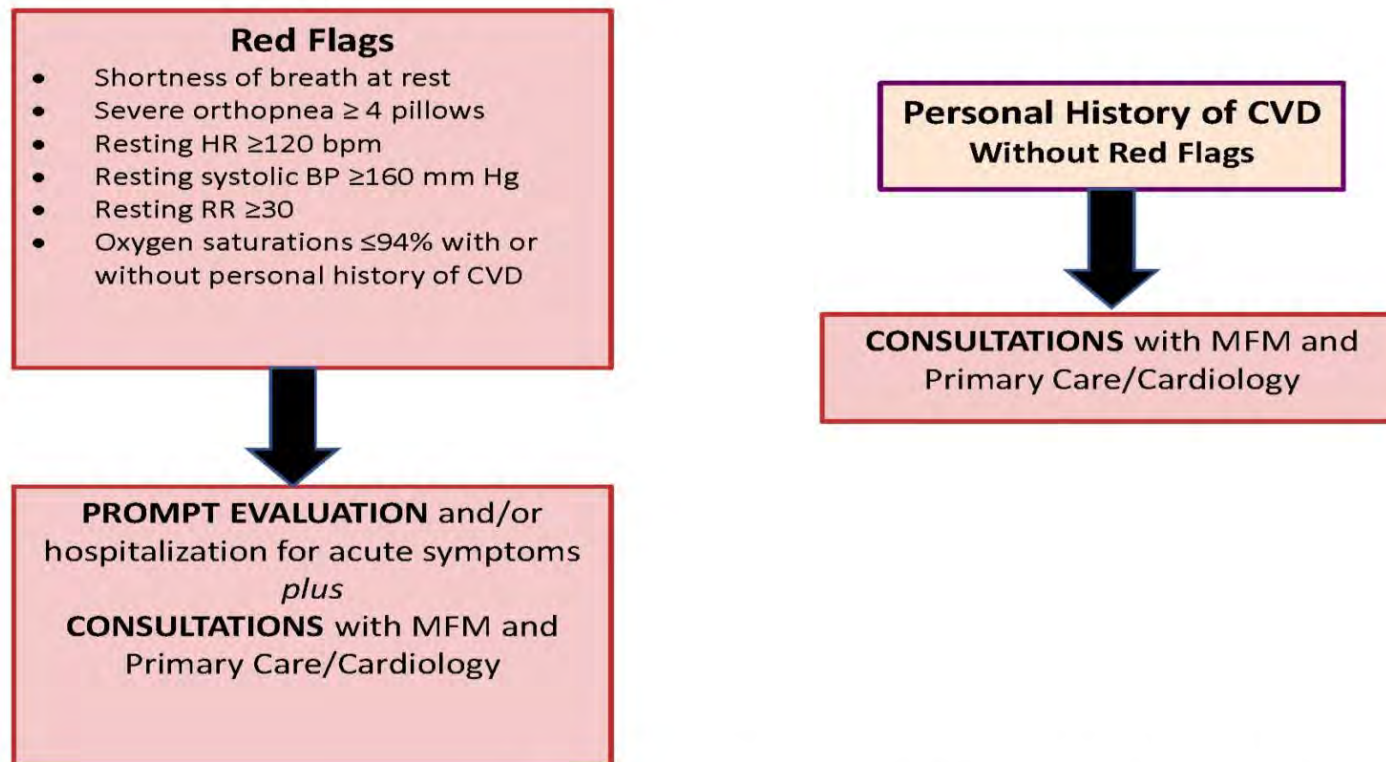 Red Flags
• Shortness of breath at rest
• Severe orthopnea ≥ 4 pillows
• Resting HR ≥120 bpm
• Resting systolic BP ≥160 mm Hg
• Resting RR ≥30
• Oxygen saturations ≤94% with or
without personal history of CVD
PROMPT EVALUATION and/or
hospitalization for acute symptoms
plus
CONSULTATIONS with MFM and
Primary Care/Cardiology
Personal History of CVD
Without Red Flags
CONSULTATIONS with MFM and
Primary Care/Cardiology